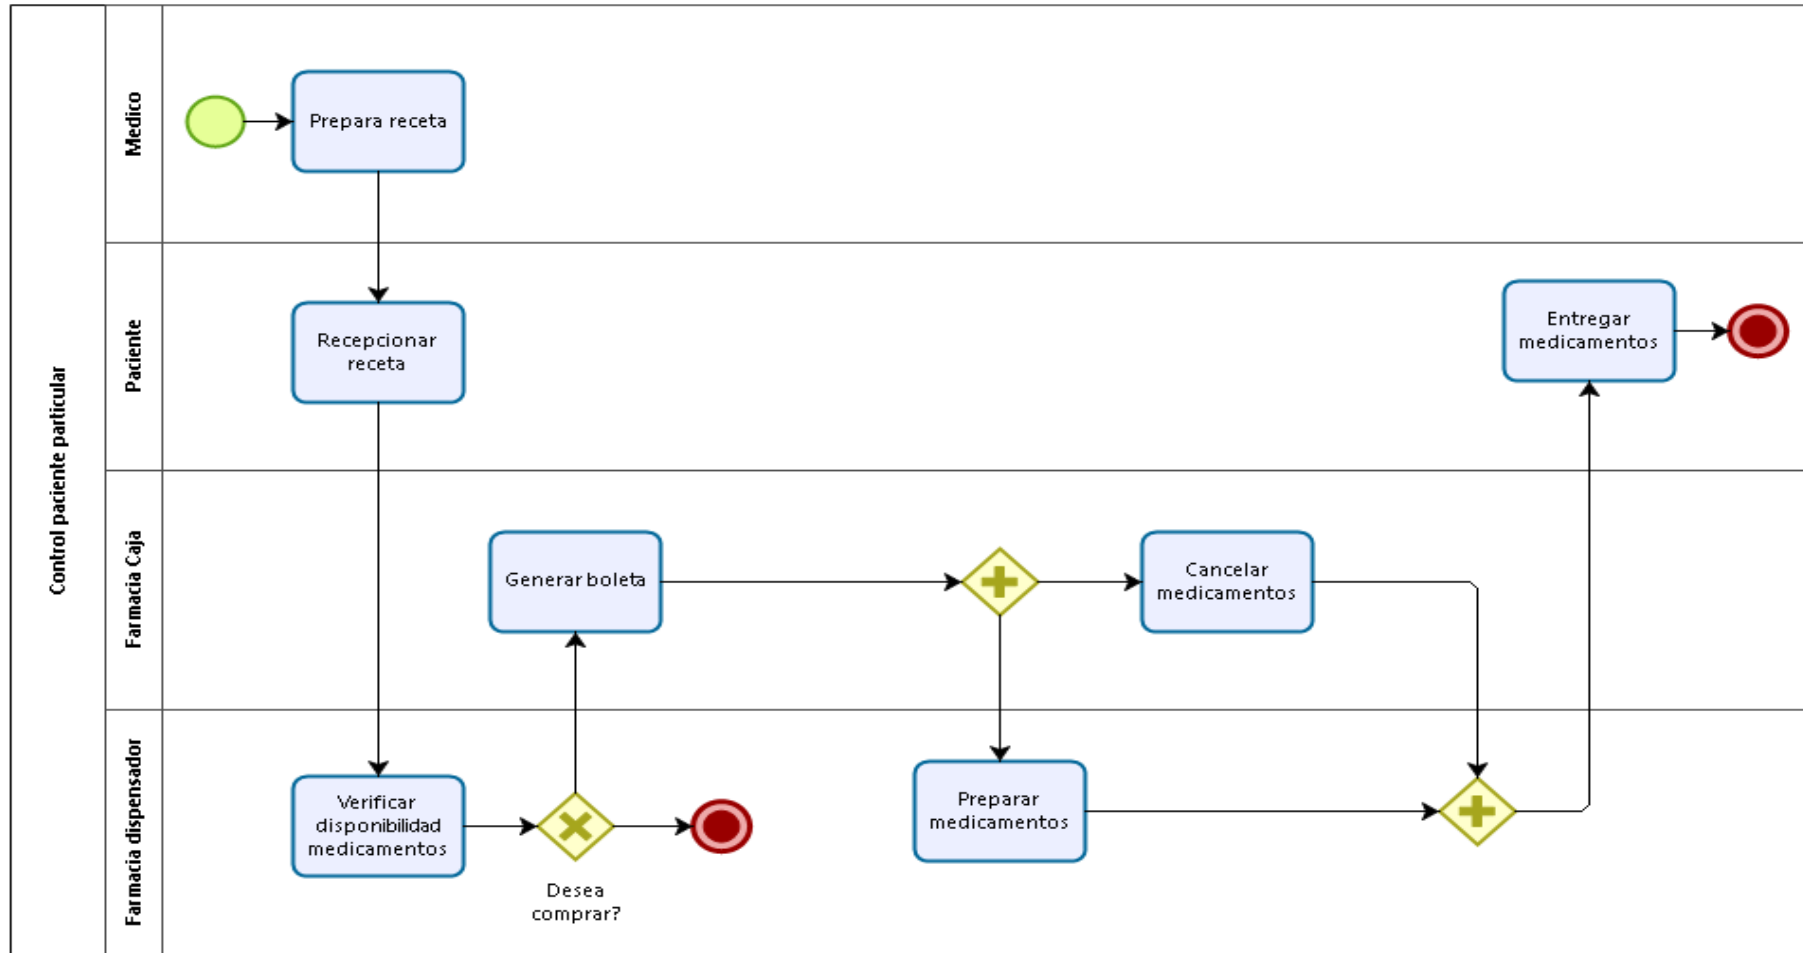 Control paciente particular
Medico
Prepara receta
Paciente
Recepcionar
receta
Entregar
medicamentos
Farmacia Caja
Generar boleta
Cancelar
medicamentos
Farmacia dispensador
Verificar
disponibilidad
medicamentos
Desea
comprar?
Preparar
medicamentos